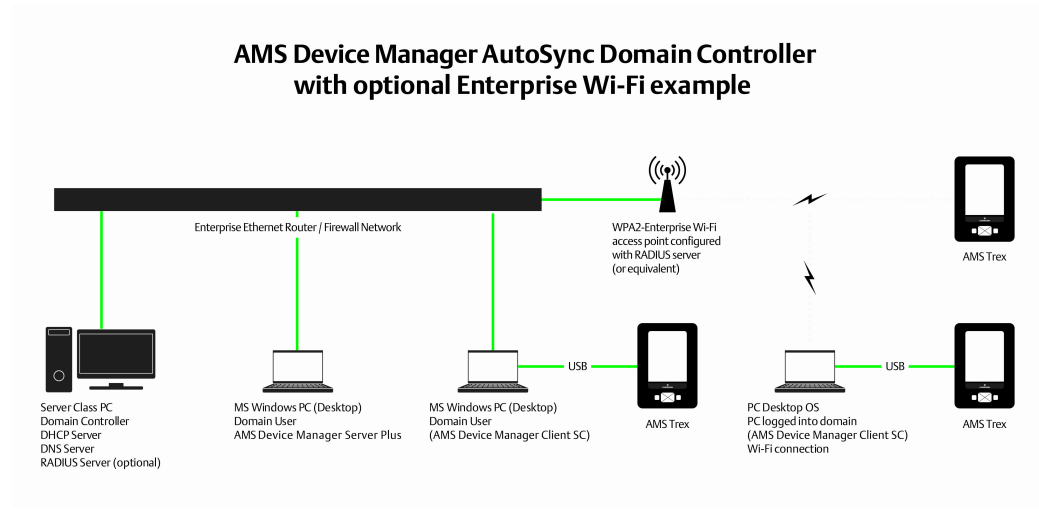 AMS Device Manager AutoSync Domain Controller
with optional Enterprise Wi-Fi example
Enterprise Ethernet Router / Firewall Network
WPA2-Enterprise Wi-Fi
access point configured
with RADIUS server
(or equivalent)
AMS Trex
USB
USB
Server Class PC
Domain Controller
DHCP Server
DNS Server
RADIUS Server (optional)
MS Windows PC (Desktop)
Domain User
AMS Device Manager Server Plus
MS Windows PC (Desktop)
Domain User
(AMS Device Manager Client SC)
AMS Trex
PC Desktop OS
PC logged into domain
(AMS Device Manager Client SC)
Wi-Fi connection
AMS Trex